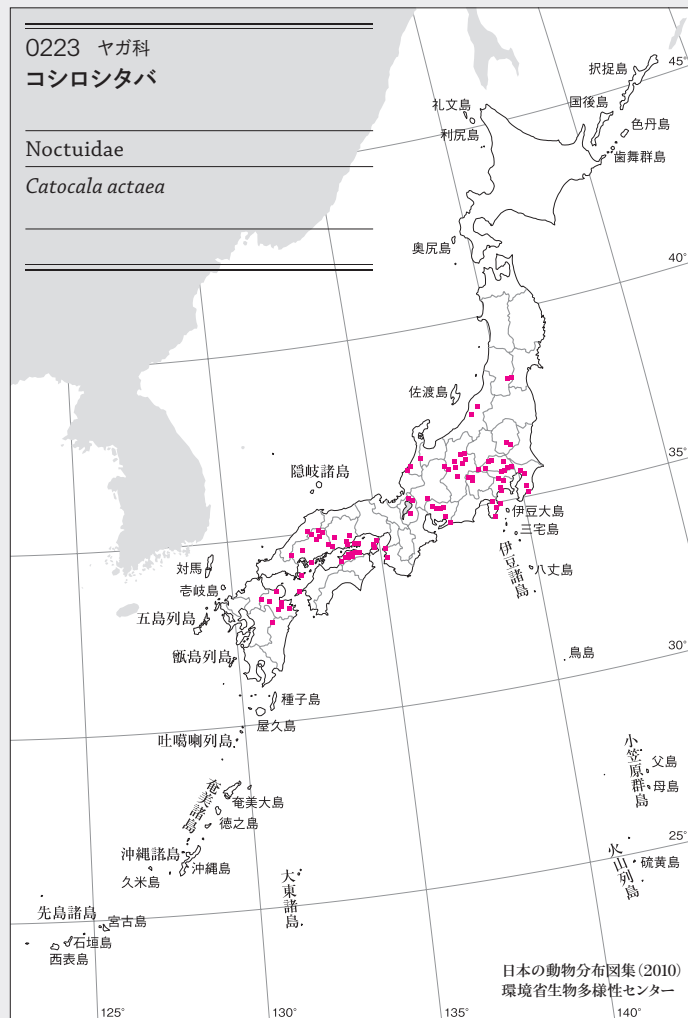 0223 ヤガ科
コシロシタバ
Noctuidae
Catocala actaea
45°
択捉島
国後島
礼文島
色丹島
利尻島
歯舞群島
奥尻島
40°
佐渡島
35°
隠岐諸島
伊豆大島
三宅島
伊豆諸島
八丈島
対馬
壱岐島
五島列島
甑島列島
鳥島
30°
種子島
屋久島
吐噶喇列島
小笠原群島
父島
母島
奄美諸島
奄美大島
徳之島
25°
沖縄諸島
沖縄島
久米島
火山列島
硫黄島
大東諸島
先島諸島
宮古島
石垣島
西表島
日本の動物分布図集(2010)
環境省生物多様性センター
125°
130°
135°
140°